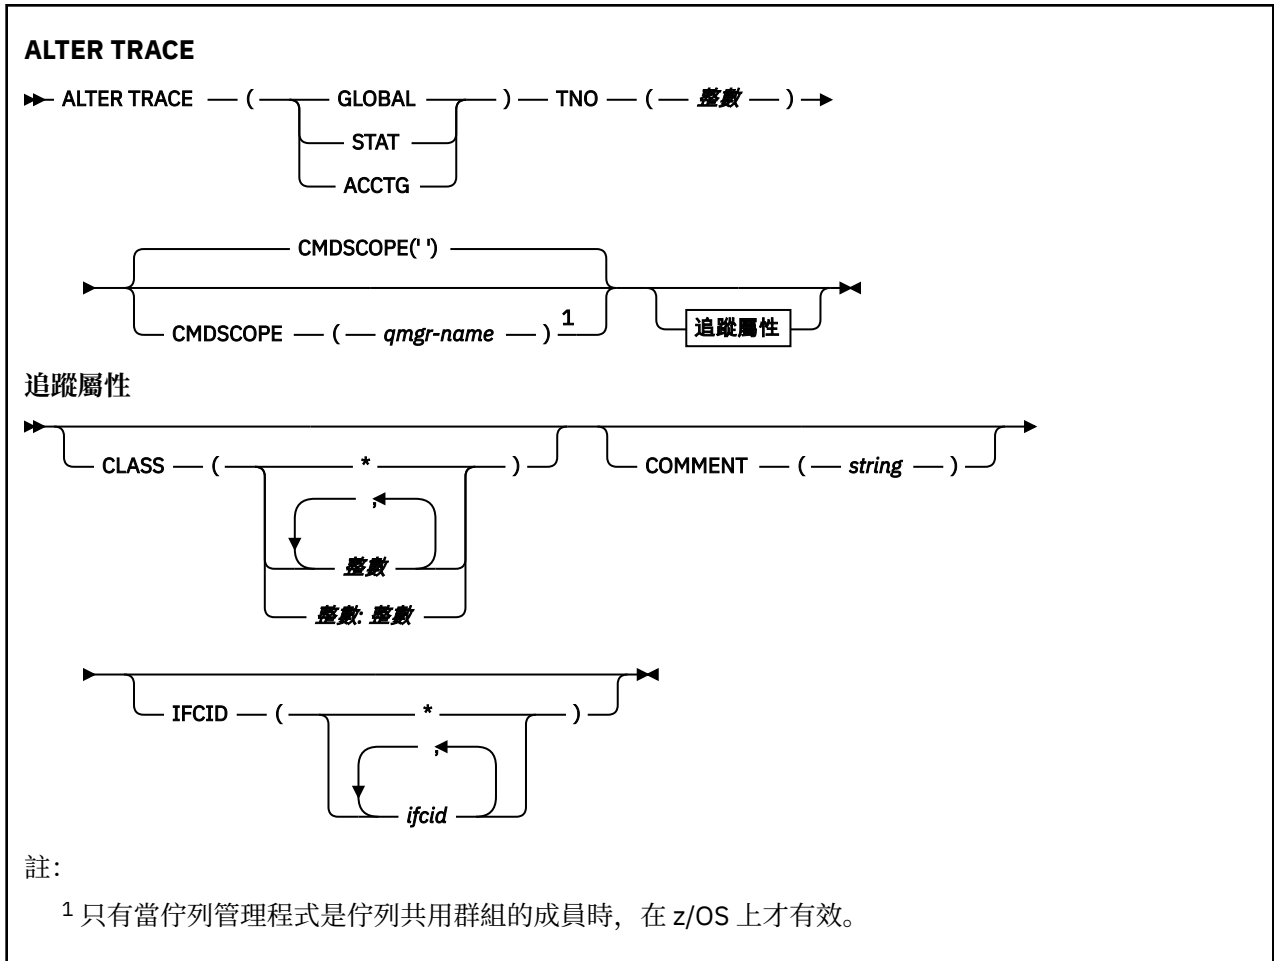 ALTER TRACE
ALTER TRACE ( GLOBAL ) TNO ( 整數 )
STAT
ACCTG
CMDSCOPE(' ')
CMDSCOPE ( qmgr-name ) 1
追蹤屬性
追蹤屬性
CLASS ( * ) COMMENT ( string )
,
整數
整數: 整數
IFCID ( * )
,
ifcid
註：
1 只有當佇列管理程式是佇列共用群組的成員時，在 z/OS 上才有效。